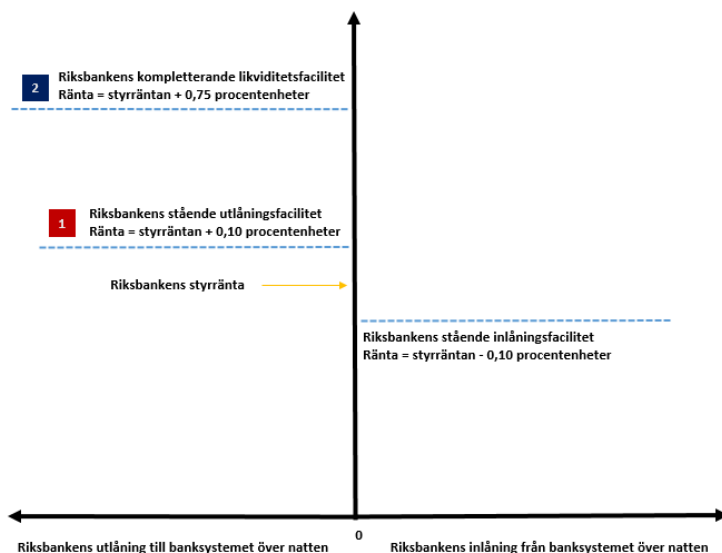 2
Riksbankens kompletterande likviditetsfacilitet
Ränta = styrräntan + 0,75 procentenheter
1
Riksbankens stående utlåningsfacilitet
Ränta = styrräntan + 0,10 procentenheter
Riksbankens styrränta
Riksbankens stående inlåningsfacilitet
Ränta = styrräntan - 0,10 procentenheter
0
Riksbankens utlåning till banksystemet över natten
Riksbankens inlåning från banksystemet över natten